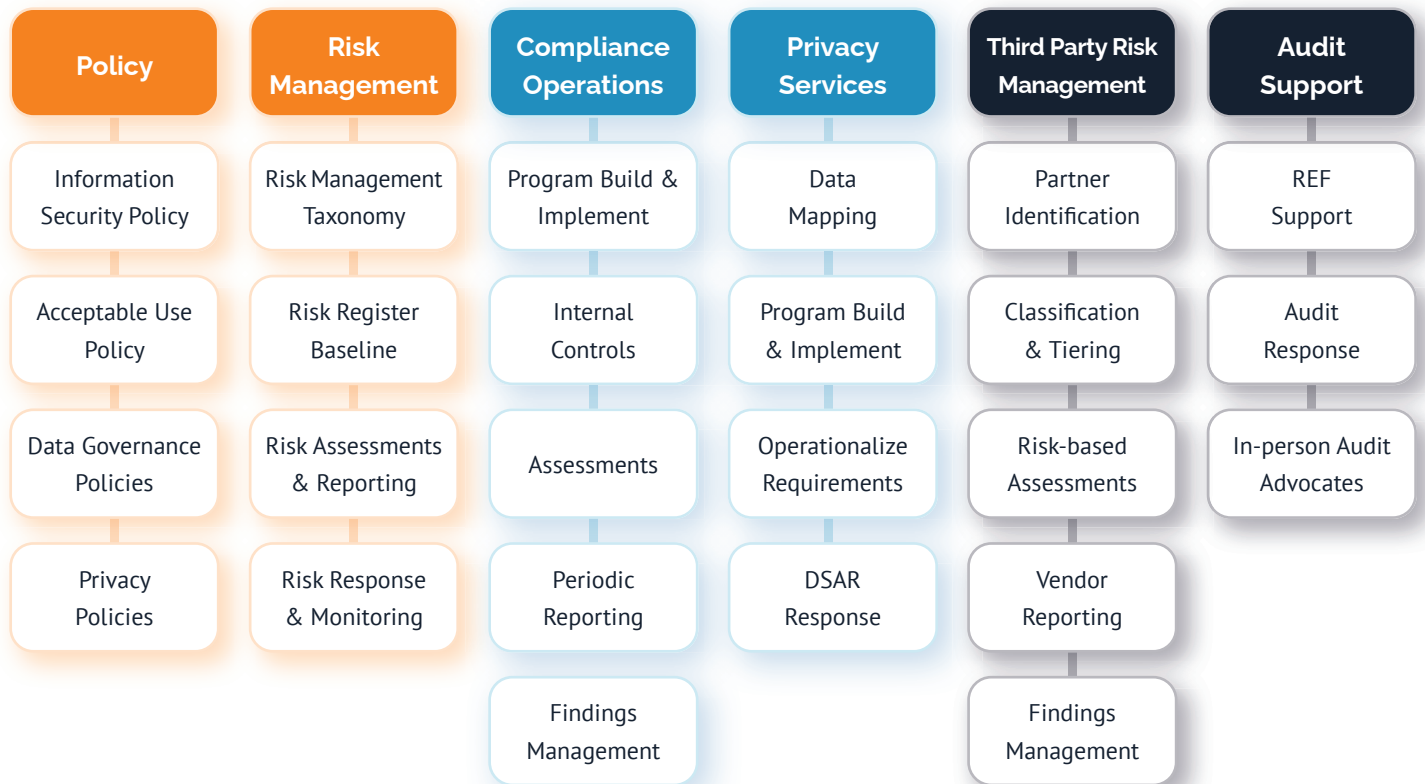 Policy
Information
Security Policy
Acceptable Use
Policy
Data Governance
Policies
Privacy
Policies
Risk
Management
Risk Management
Taxonomy
Risk Register
Baseline
Risk Assessments
& Reporting
Risk Response
& Monitoring
Compliance
Operations
Program Build &
Implement
Internal
Controls
Assessments
Periodic
Reporting
Findings
Management
Privacy
Services
Data
Mapping
Program Build
& Implement
Operationalize
Requirements
DSAR
Response
Third Party Risk
Management
Partner
Identification
Classification
& Tiering
Risk-based
Assessments
Vendor
Reporting
Findings
Management
Audit
Support
REF
Support
Audit
Response
In-person Audit
Advocates